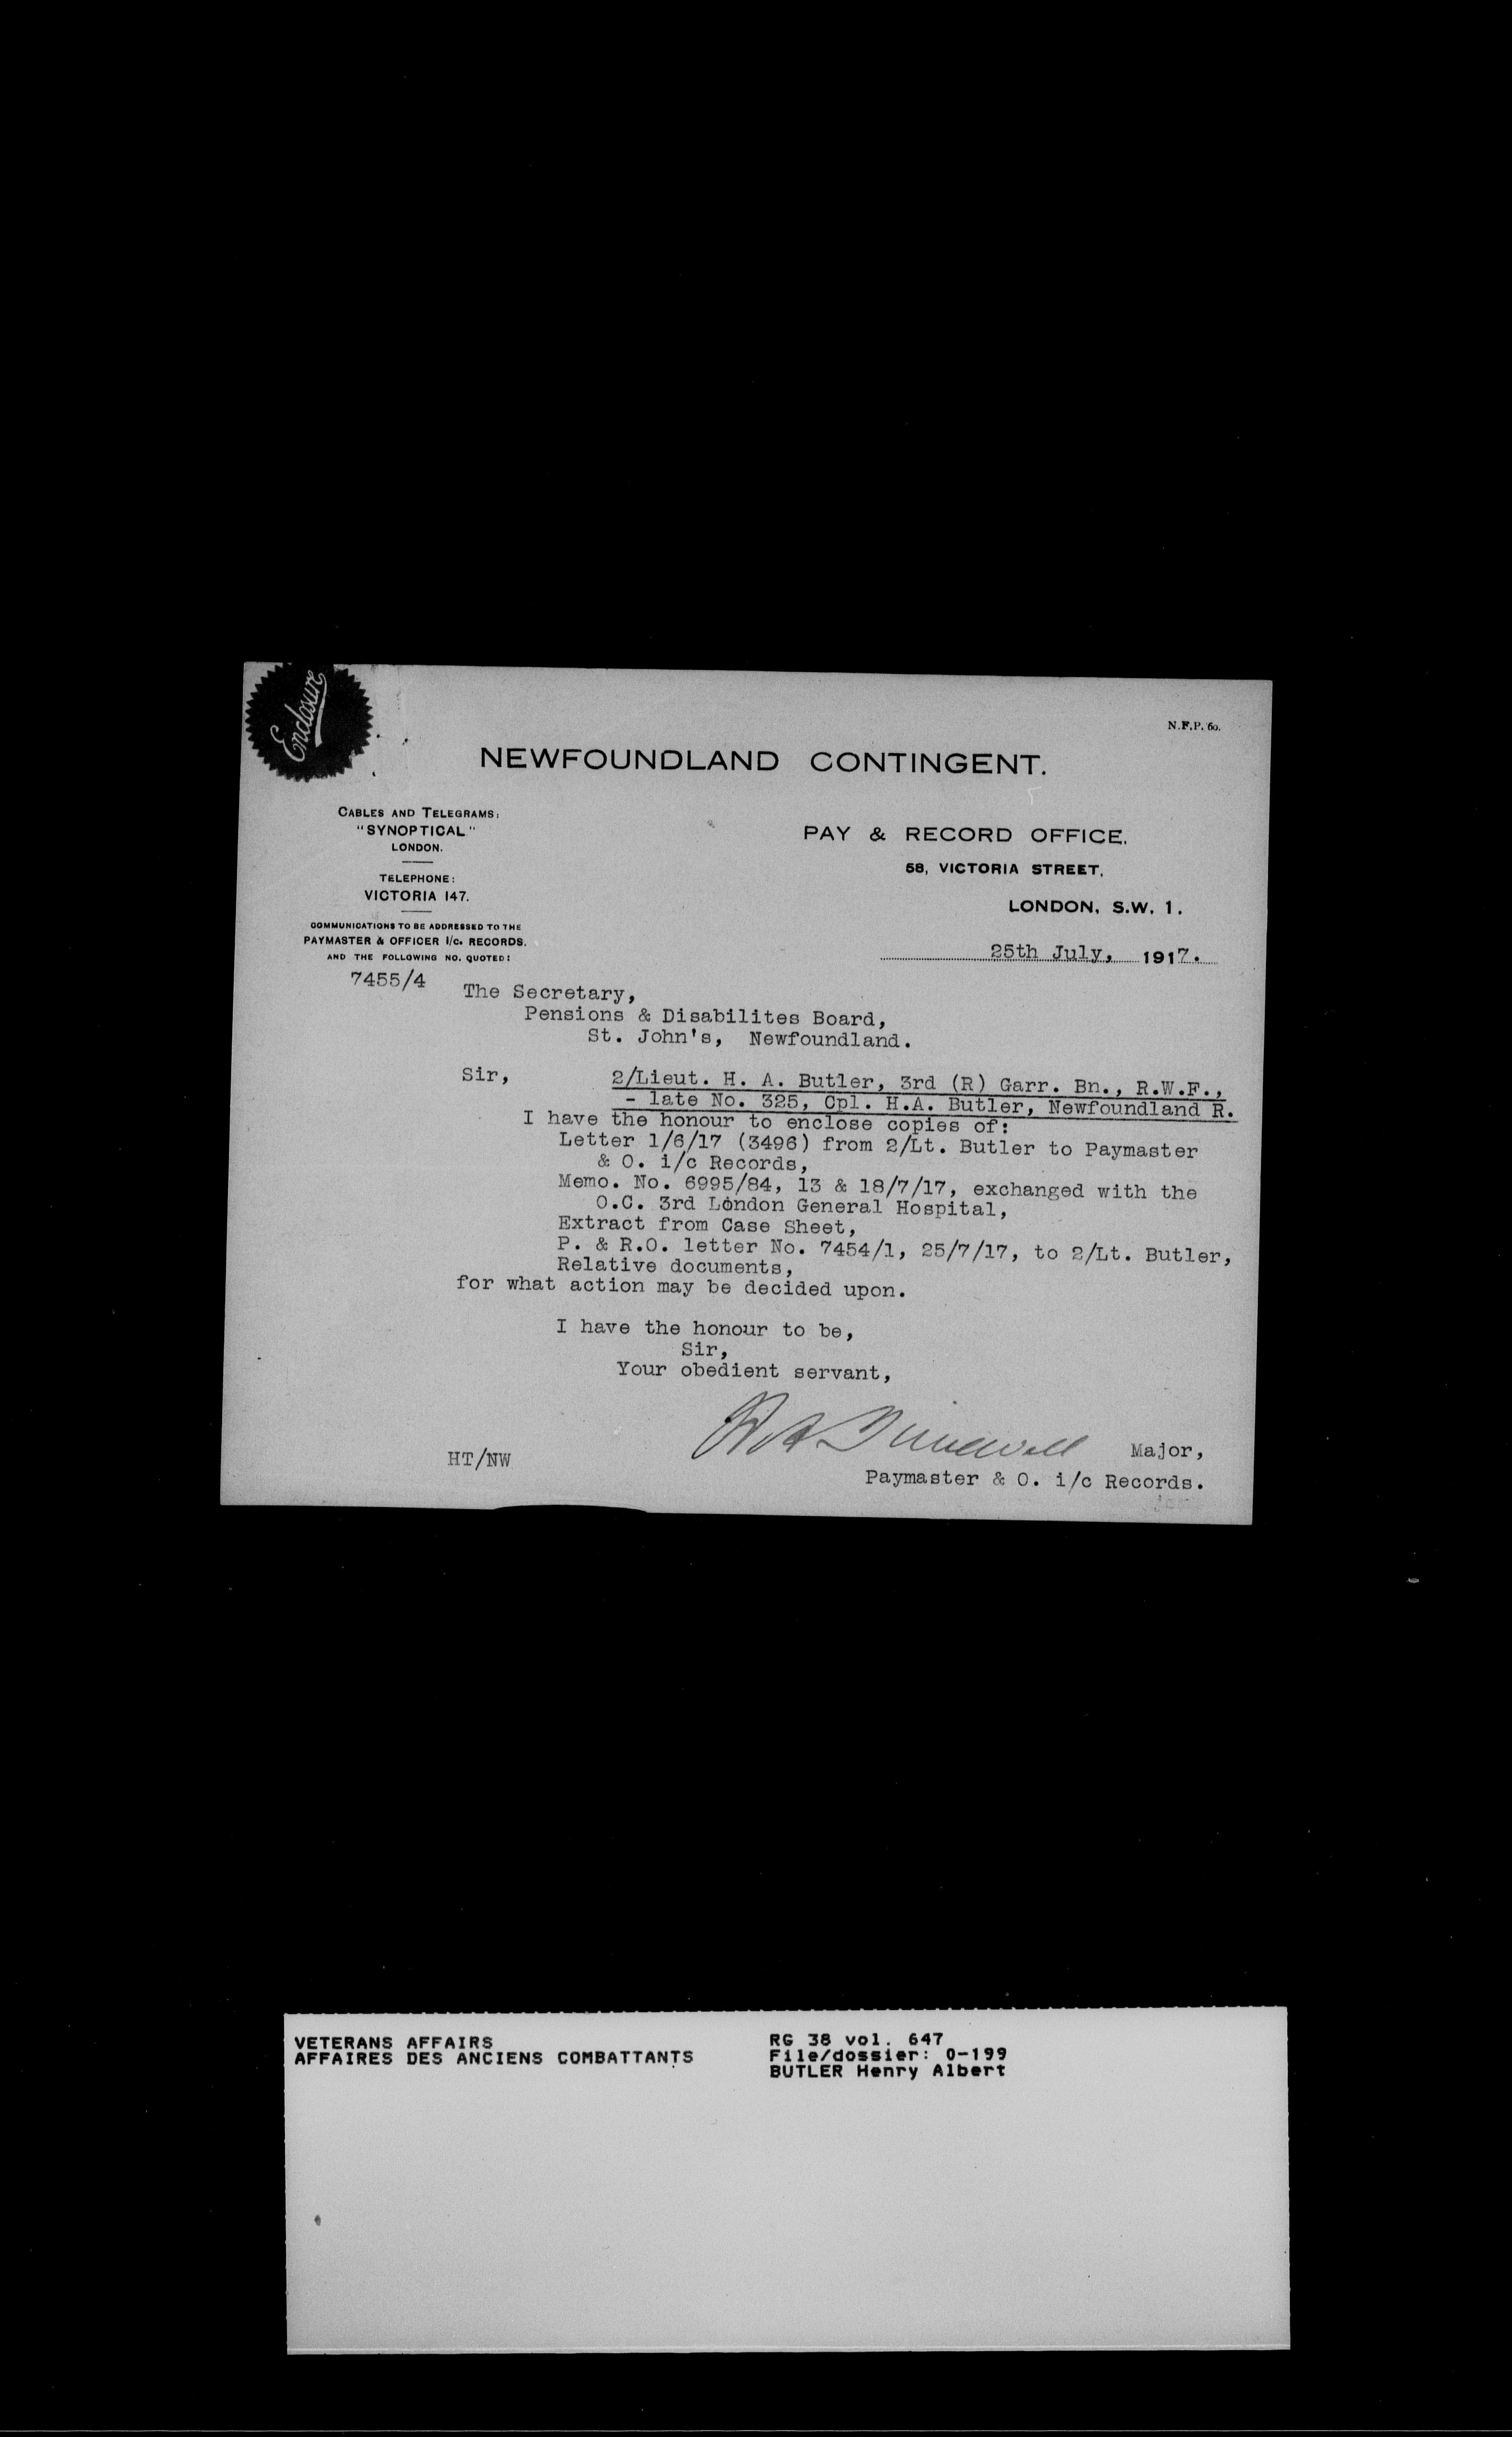 Enclosure
N.F.P. 60.
NEWFOUNDLAND CONTINGENT.
CABLES AND TELEGRAMS:
"SYNOPTICAL"
LONDON.
TELEPHONE:
VICTORIA 147.
COMMUNICATIONS TO BE ADDRESSED TO THE
PAYMASTER & OFFICER I/C. RECORDS.
AND THE FOLLOWING NO. QUOTED:
7455/4
PAY & RECORD OFFICE.
58, VICTORIA STREET,
LONDON, S.W. 1.
25th July, 1917.
The Secretary,
Pensions & Disabilites Board,
St. John's, Newfoundland.
Sir,
2/Lieut. H. A. Butler, 3rd (R) Garr. Bn., R.W.F.,
- late No. 325, Cpl. H.A. Butler, Newfoundland R.
I have the honour to enclose copies of:
Letter 1/6/17 (3496) from 2/Lt. Butler to Paymaster
& O. i/c Records,
Memo. No. 6995/84, 13 & 18/7/17, exchanged with the
O.C. 3rd London General Hospital,
Extract from Case Sheet,
P. & R.O. letter No. 7454/1, 25/7/17, to 2/Lt. Butler,
Relative documents,
for what action may be decided upon.
I have the honour to be,
Sir,
Your obedient servant,
Major,
HT/NW
Paymaster & O. i/c Records.
VETERANS AFFAIRS
AFFAIRES DES ANCIENS COMBATTANTS
RG 38 vol. 647
File/dossier: 0-199
BUTLER Henry Albert